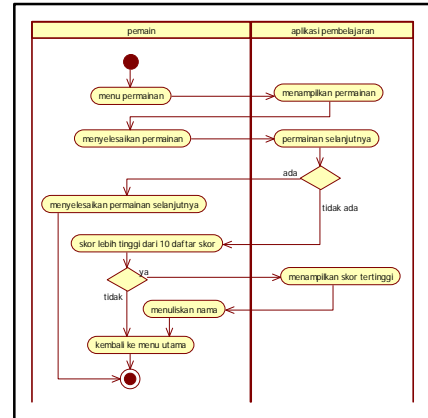 pemain
aplikasi pembelajaran
menu permainan
menampilkan permainan
menyelesaikan permainan
permainan selanjutnya
ada
menyelesaikan permainan selanjutnya
tidak ada
skor lebih tinggi dari 10 daftar skor
ya
menampilkan skor tertinggi
tidak
menuliskan nama
kembali ke menu utama